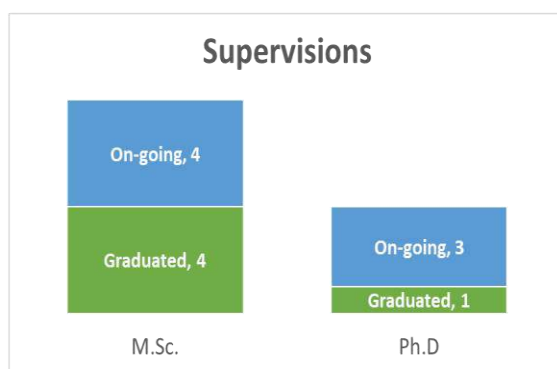 Supervisions
On-going, 4
Graduated, 4
On-going, 3
Graduated, 1
M.Sc.
Ph.D